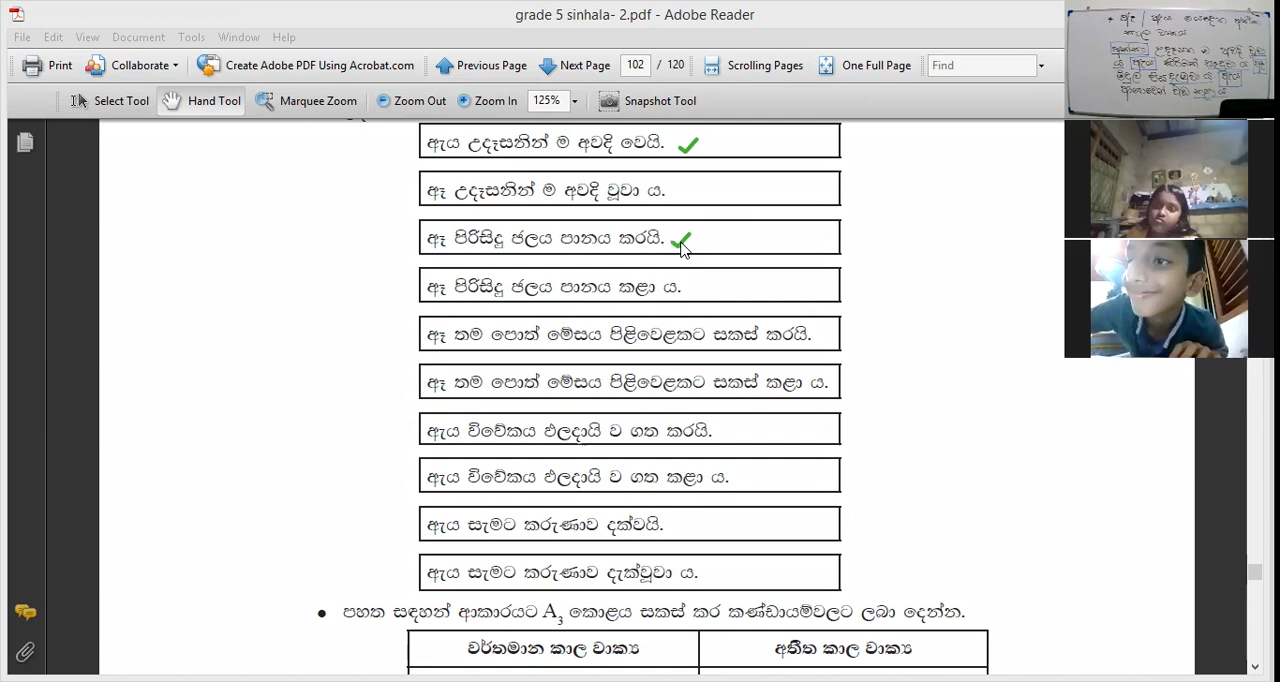 grade 5 sinhala- 2.pdf - Adobe Reader
File Edit View Document Tools Window Help
Print Collaborate Create Adobe PDF Using Acrobat.com Previous Page Next Page 102 / 120 Scrolling Pages One Full Page Find
Select Tool Hand Tool Marquee Zoom Zoom Out Zoom In 125% Snapshot Tool
ඇය උදෑසනින් ම අවදි වෙයි.
ඈ උදෑසනින් ම අවදි වූවා ය.
ඈ පිරිසිදු ජලය පානය කරයි.
ඈ පිරිසිදු ජලය පානය කළා ය.
ඈ තම පොත් මේසය පිළිවෙළකට සකස් කරයි.
ඈ තම පොත් මේසය පිළිවෙළකට සකස් කළා ය.
ඇය විවේකය ඵලදායි ව ගත කරයි.
ඇය විවේකය ඵලදායි ව ගත කළා ය.
ඇය සැමට කරුණාව දක්වයි.
ඇය සැමට කරුණාව දැක්වූවා ය.
• පහත සඳහන් ආකාරයට A3 කොළය සකස් කර කණ්ඩායම්වලට ලබා දෙන්න.
වර්තමාන කාල වාක්‍ය අතීත කාල වාක්‍ය